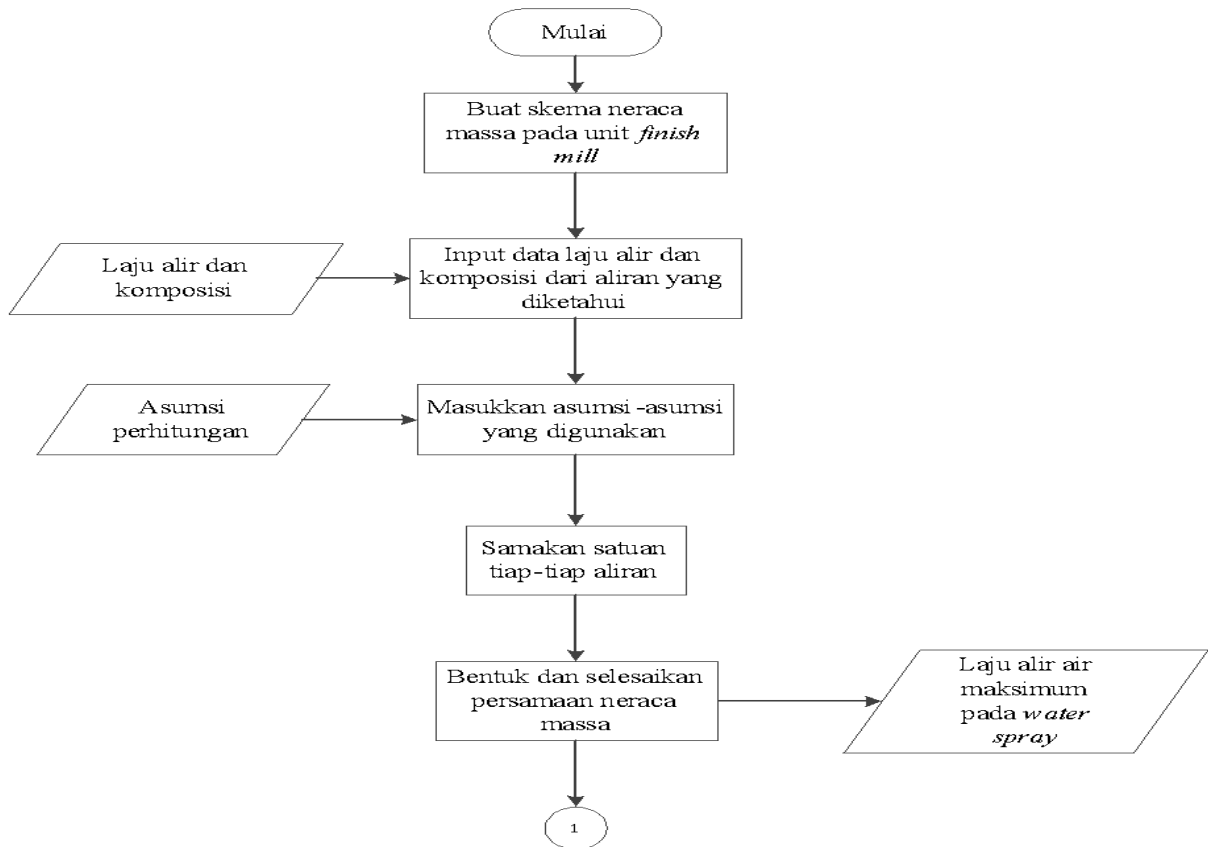 Mulai
Buat skema neraca
massa pada unit finish
mill
Laju alir dan
komposisi
Input data laju alir dan
komposisi dari aliran yang
diketahui
Asumsi
perhitungan
Masukkan asumsi -asumsi
yang digunakan
Samakan satuan
tiap-tiap aliran
Bentuk dan selesaikan
persamaan neraca
massa
Laju alir air
maksimum
pada water
spray
1